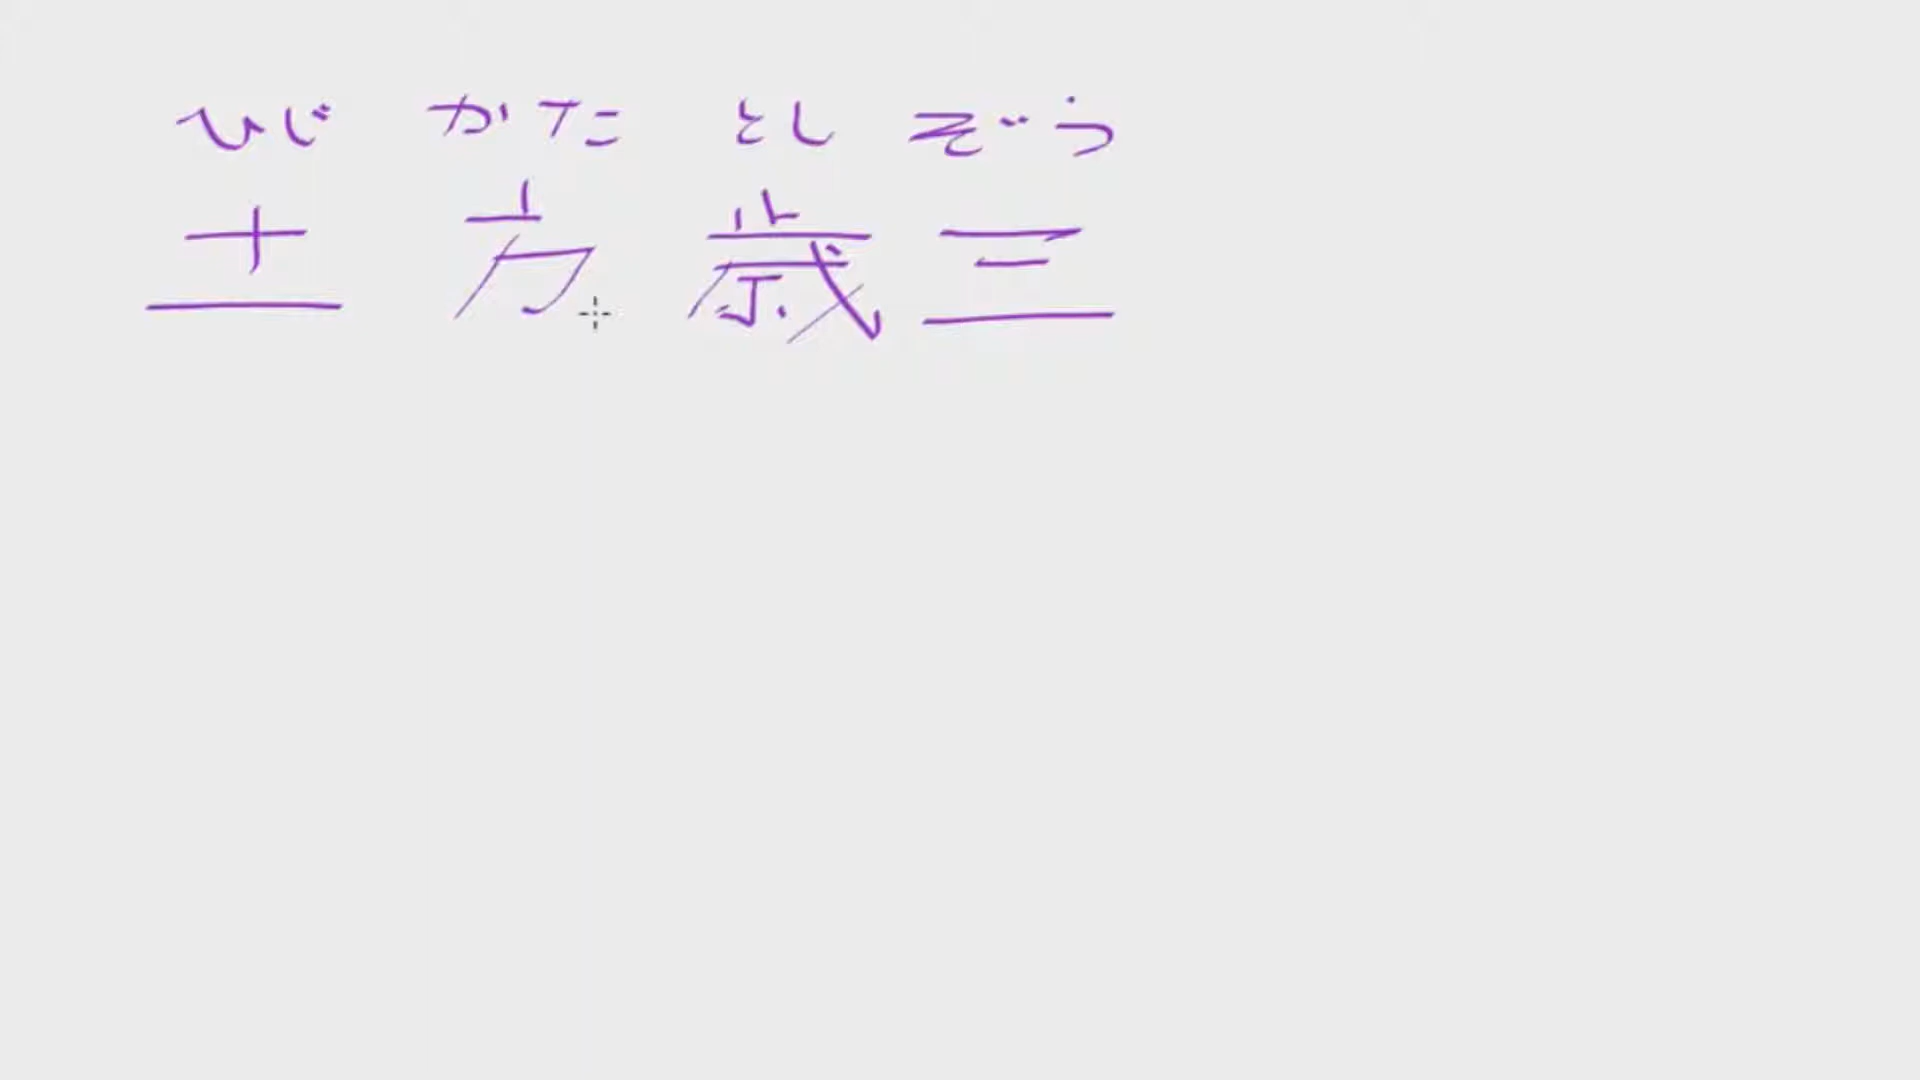 ひじ かた とし ぞう
土 方 歳 三